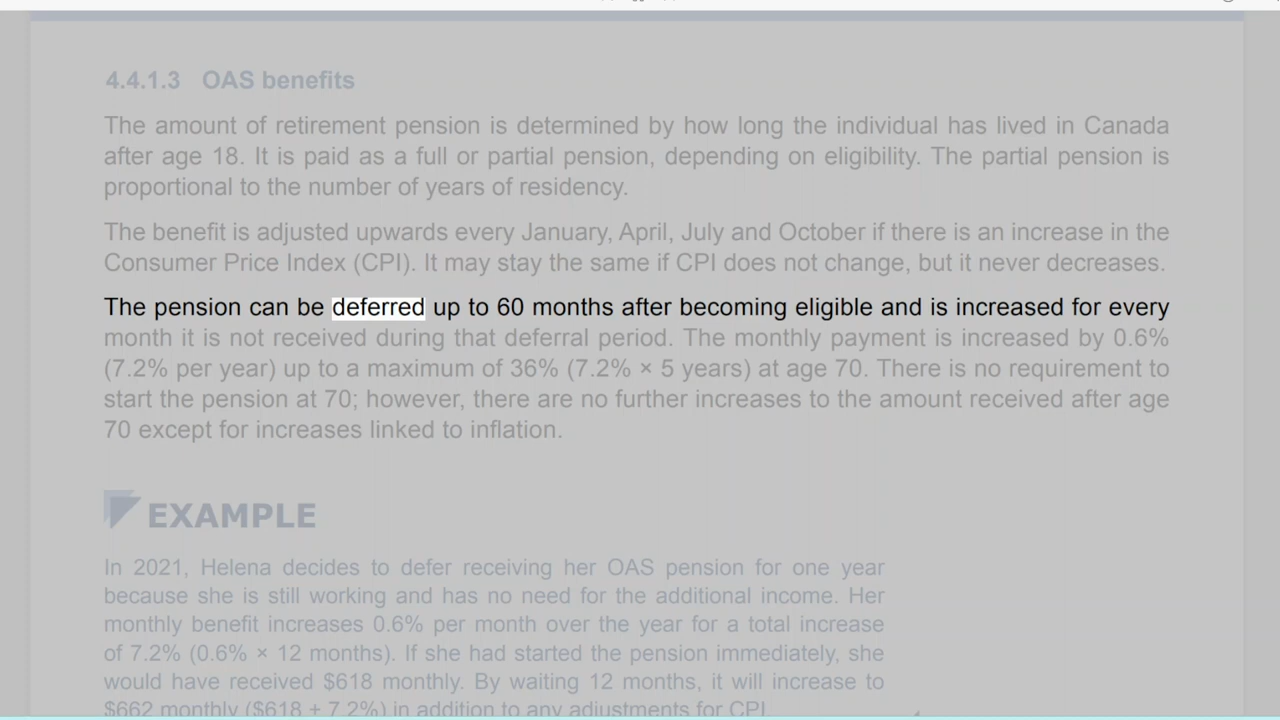 4.4.1.3 OAS benefits
The amount of retirement pension is determined by how long the individual has lived in Canada
after age 18. It is paid as a full or partial pension, depending on eligibility. The partial pension is
proportional to the number of years of residency.
The benefit is adjusted upwards every January, April, July and October if there is an increase in the
Consumer Price Index (CPI). It may stay the same if CPI does not change, but it never decreases.
The pension can be deferred up to 60 months after becoming eligible and is increased for every
month it is not received during that deferral period. The monthly payment is increased by 0.6%
(7.2% per year) up to a maximum of 36% (7.2% × 5 years) at age 70. There is no requirement to
start the pension at 70; however, there are no further increases to the amount received after age
70 except for increases linked to inflation.
EXAMPLE
In 2021, Helena decides to defer receiving her OAS pension for one year
because she is still working and has no need for the additional income. Her
monthly benefit increases 0.6% per month over the year for a total increase
of 7.2% (0.6% × 12 months). If she had started the pension immediately, she
would have received $618 monthly. By waiting 12 months, it will increase to
$662 monthly ($618 + 7.2%) in addition to any adjustments for CPI.